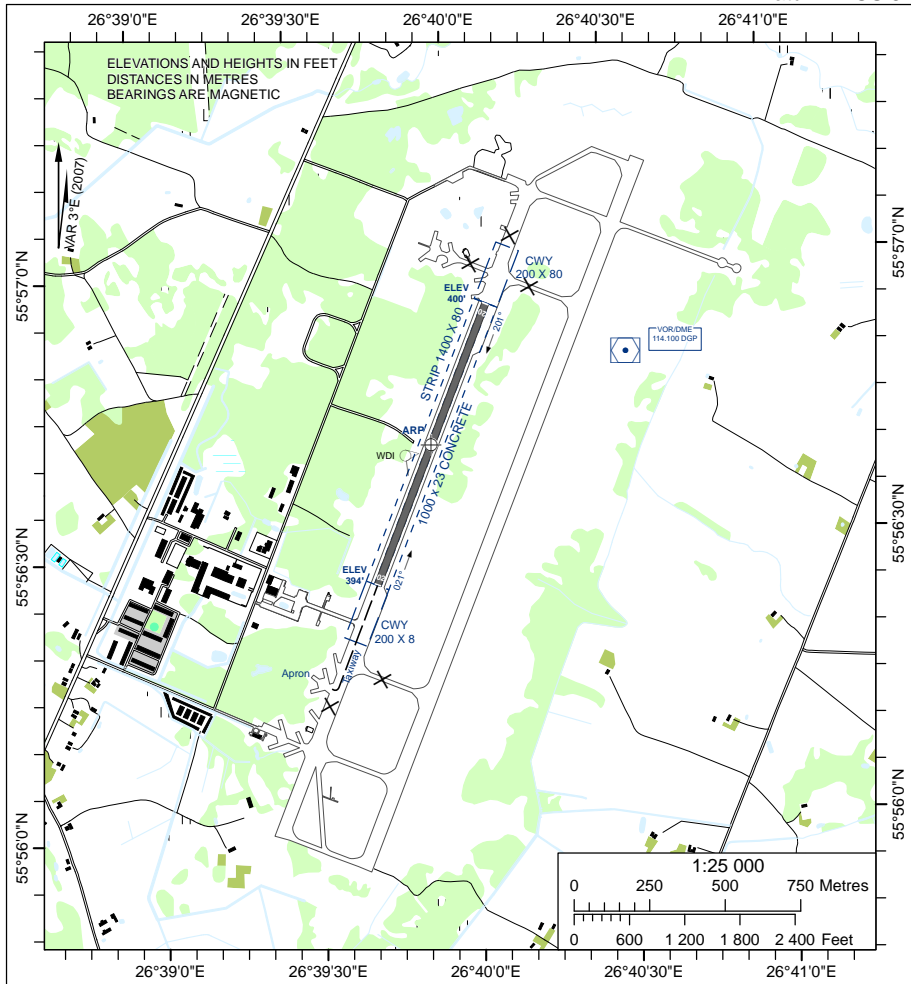 26°39'0"E 26°40'0"E 26°40'30"E 26°41'0"E
ELEVATIONS AND HEIGHTS IN FEET
DISTANCES IN METRES
BEARINGS ARE MAGNETIC
VAR 3°E (2007)
55°57'0"N
55°57'0"N
CWY
200 X 80
ELEV
400'
20
201°
STRIP 1400 X 80
VOR/DME
114.100 DGP
ARP
WDI
1000 X 23 CONCRETE
55°56'30"N
55°56'30"N
ELEV
394'
02
021°
CWY
200 X 8
Apron
Taxiway
55°56'0"N
55°56'0"N
1:25 000
0 250 500 750 Metres
0 600 1 200 1 800 2 400 Feet
26°39'0"E 26°39'30"E 26°40'0"E 26°40'30"E 26°41'0"E